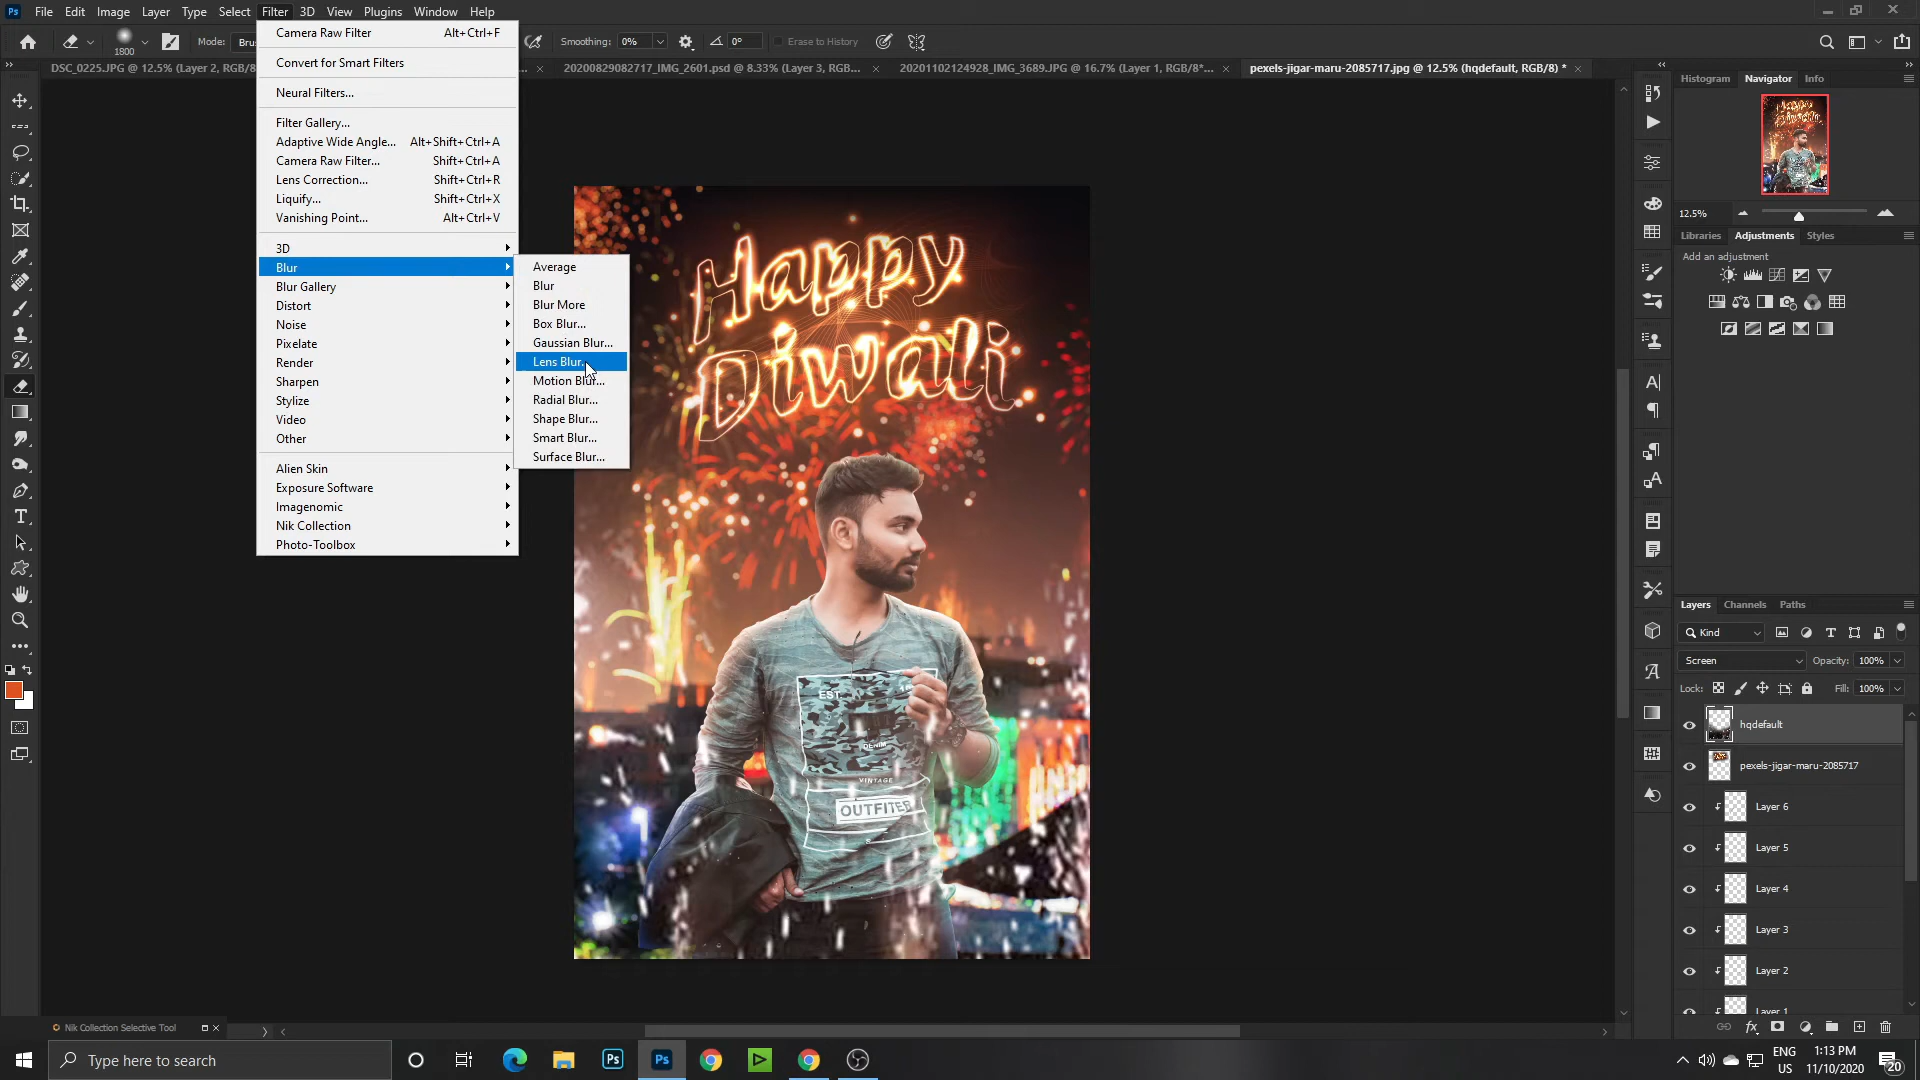 Ps File Edit Image Layer Type Select Filter 3D View Plugins Window Help
1800 Mode: Smoothing: 0% 0° Erase to History
DSC_0225.JPG @ 12.5% (Layer 2, RGB/8
20200829082717_IMG_2601.psd @ 8.33% (Layer 3, RGB...
20201102124928_IMG_3689.JPG @ 16.7% (Layer 1, RGB/8*...
pexels-jigar-maru-2085717.jpg @ 12.5% (hqdefault, RGB/8) *
Camera Raw Filter Alt+Ctrl+F
Convert for Smart Filters
Neural Filters...
Filter Gallery...
Adaptive Wide Angle... Alt+Shift+Ctrl+A
Camera Raw Filter... Shift+Ctrl+A
Lens Correction... Shift+Ctrl+R
Liquify... Shift+Ctrl+X
Vanishing Point... Alt+Ctrl+V
3D
Blur
Blur Gallery
Distort
Noise
Pixelate
Render
Sharpen
Stylize
Video
Other
Alien Skin
Exposure Software
Imagenomic
Nik Collection
Photo-Toolbox
Average
Blur
Blur More
Box Blur...
Gaussian Blur...
Lens Blur...
Motion Blur...
Radial Blur...
Shape Blur...
Smart Blur...
Surface Blur...
Happy
Diwali
EST.
DENIM
VINTAGE
OUTFITTER
Histogram Navigator Info
12.5%
Libraries Adjustments Styles
Add an adjustment
Layers Channels Paths
Kind
Screen Opacity: 100%
Lock: Fill: 100%
hqdefault
pexels-jigar-maru-2085717
Layer 6
Layer 5
Layer 4
Layer 3
Layer 2
Layer 1
Nik Collection Selective Tool
Type here to search
ENG
US
1:13 PM
11/10/2020
20